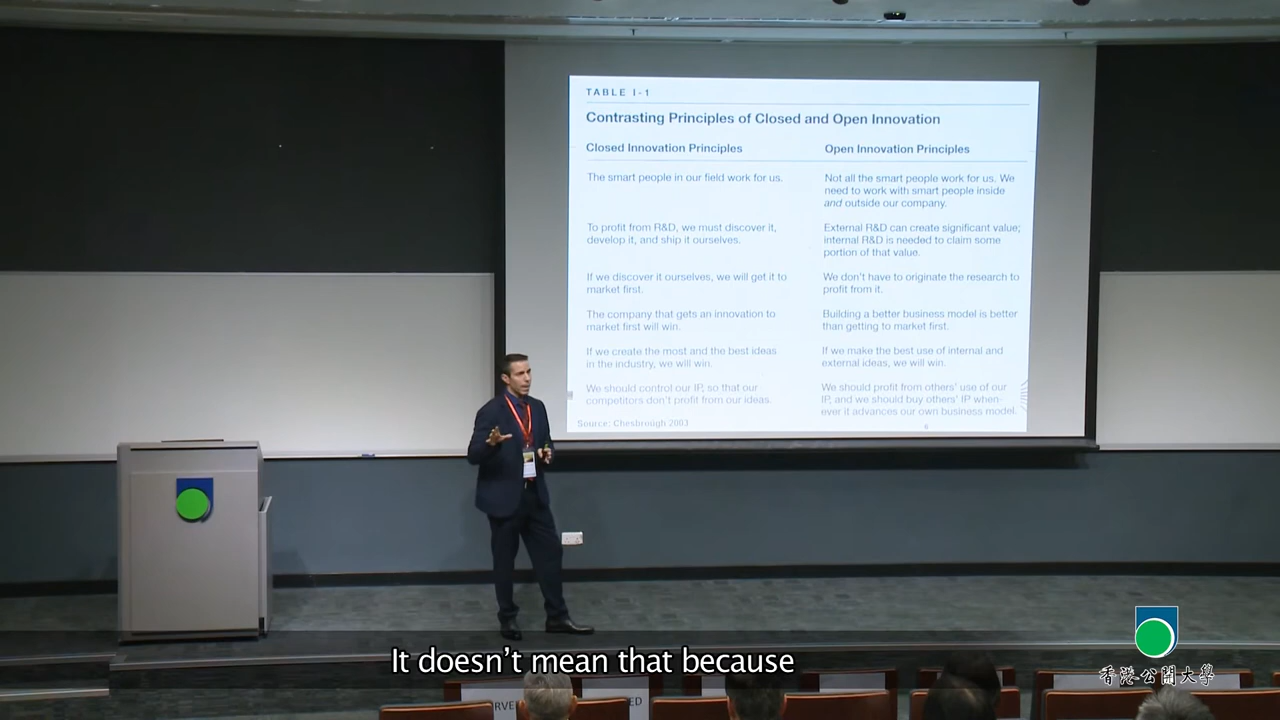 TABLE I-1
Contrasting Principles of Closed and Open Innovation
Closed Innovation Principles
Open Innovation Principles
The smart people in our field work for us.
Not all the smart people work for us. We
need to work with smart people inside
and outside our company.
To profit from R&D, we must discover it,
develop it, and ship it ourselves.
External R&D can create significant value;
internal R&D is needed to claim some
portion of that value.
If we discover it ourselves, we will get it to
market first.
We don't have to originate the research to
profit from it.
The company that gets an innovation to
market first will win.
Building a better business model is better
than getting to market first.
If we create the most and the best ideas
in the industry, we will win.
If we make the best use of internal and
external ideas, we will win.
We should control our IP, so that our
competitors don't profit from our ideas.
We should profit from others' use of our
IP, and we should buy others' IP when-
ever it advances our own business model.
Source: Chesbrough 2003
It doesn't mean that because
香港公開大學